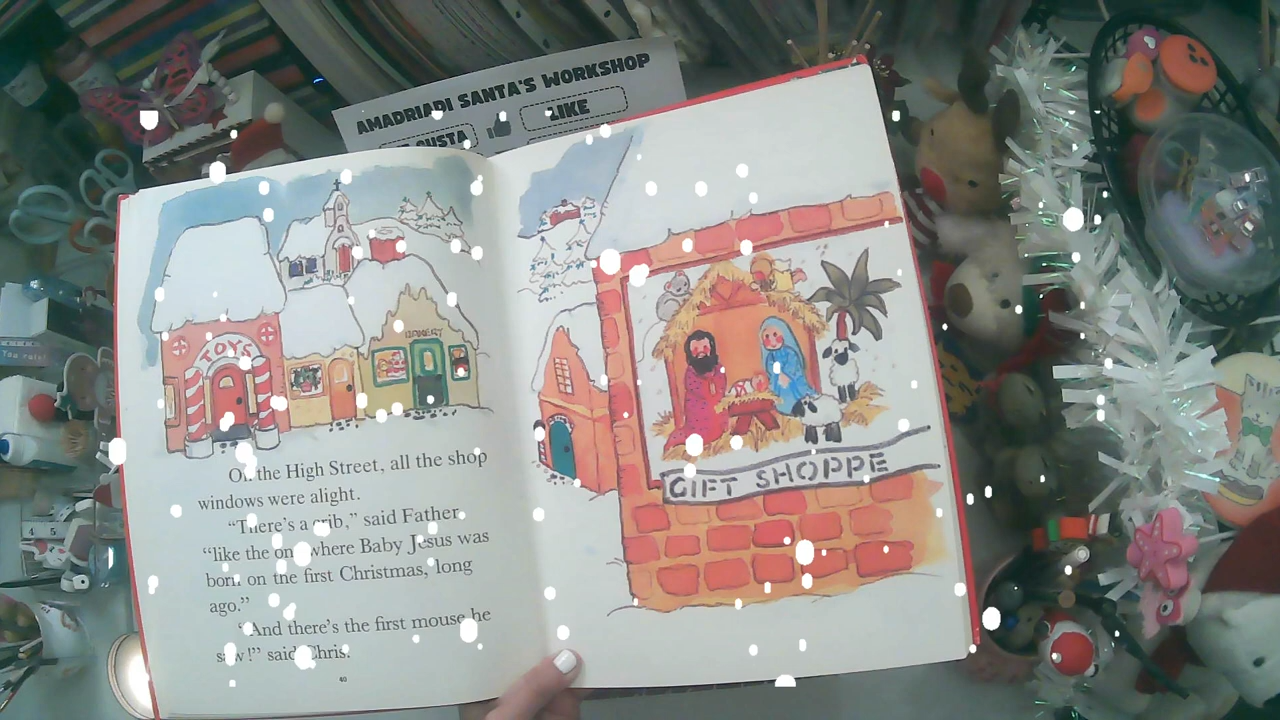 AMADRIADI SANTA'S WORKSHOP
LIKE
TOYS
BAKERY
On the High Street, all the shop
windows were alight.
"There's a crib," said Father,
"like the one where Baby Jesus was
born on the first Christmas, long
ago."
"And there's the first mouse he
saw!" said Chris.
60
GIFT SHOPPE